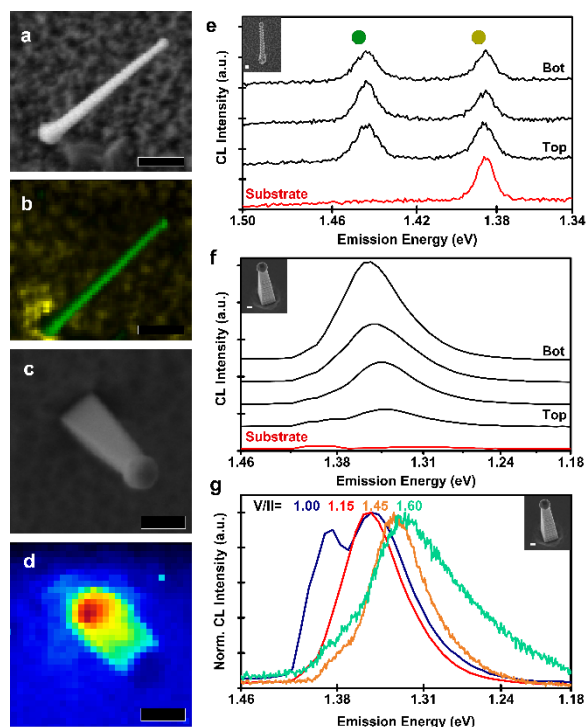 a
b
c
d
e
CL Intensity (a.u.)
Bot
Top
Substrate
1.50
1.46
1.42
1.38
1.34
Emission Energy (eV)
f
CL Intensity (a.u.)
Bot
Top
Substrate
1.46
1.38
1.31
1.24
1.18
Emission Energy (eV)
g
V/II= 1.00 1.15 1.45 1.60
Norm. CL Intensity (a.u.)
1.46
1.38
1.31
1.24
1.18
Emission Energy (eV)